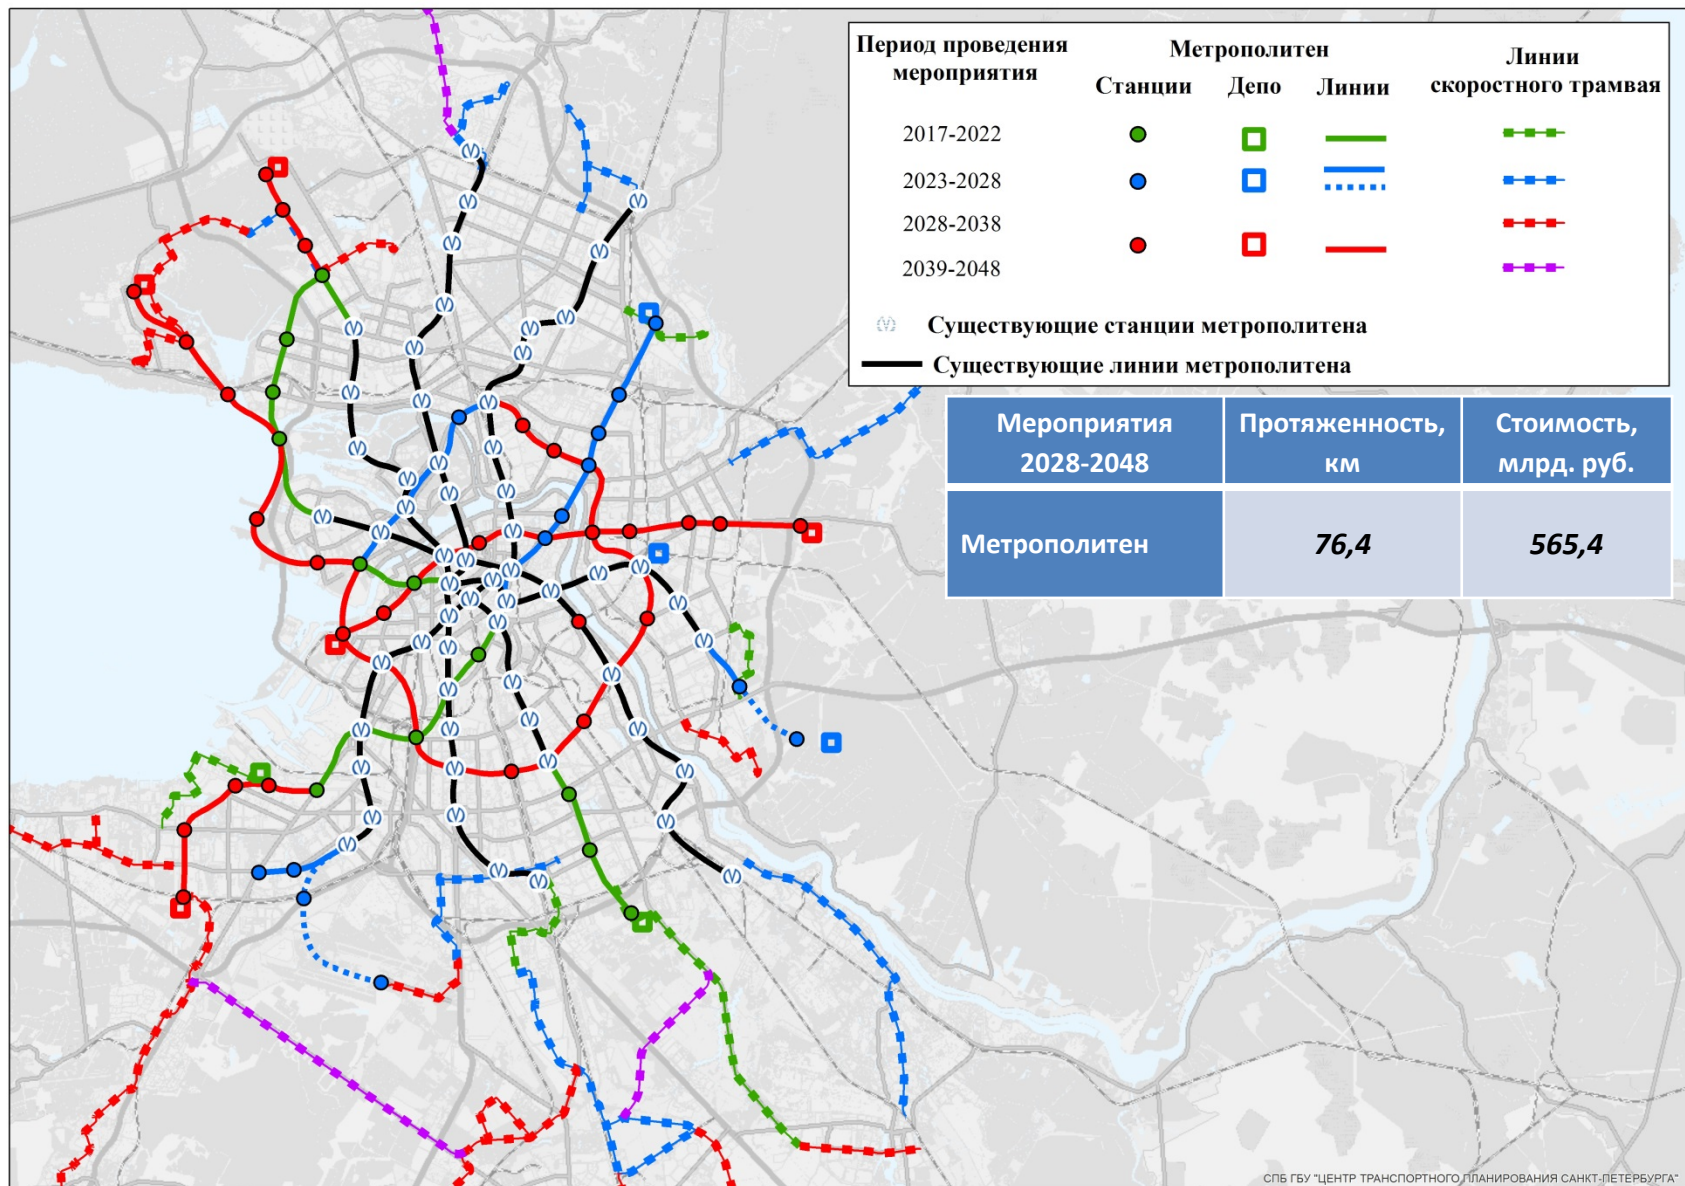 Период проведения
мероприятия
Метрополитен
Станции
Депо
Линии
Линии
скоростного трамвая
2017-2022
2023-2028
2028-2038
2039-2048
Существующие станции метрополитена
Существующие линии метрополитена
Мероприятия
2028-2048
Протяженность,
км
Стоимость,
млрд. руб.
Метрополитен
76,4
565,4
СПБ ГБУ "ЦЕНТР ТРАНСПОРТНОГО ПЛАНИРОВАНИЯ САНКТ-ПЕТЕРБУРГА"